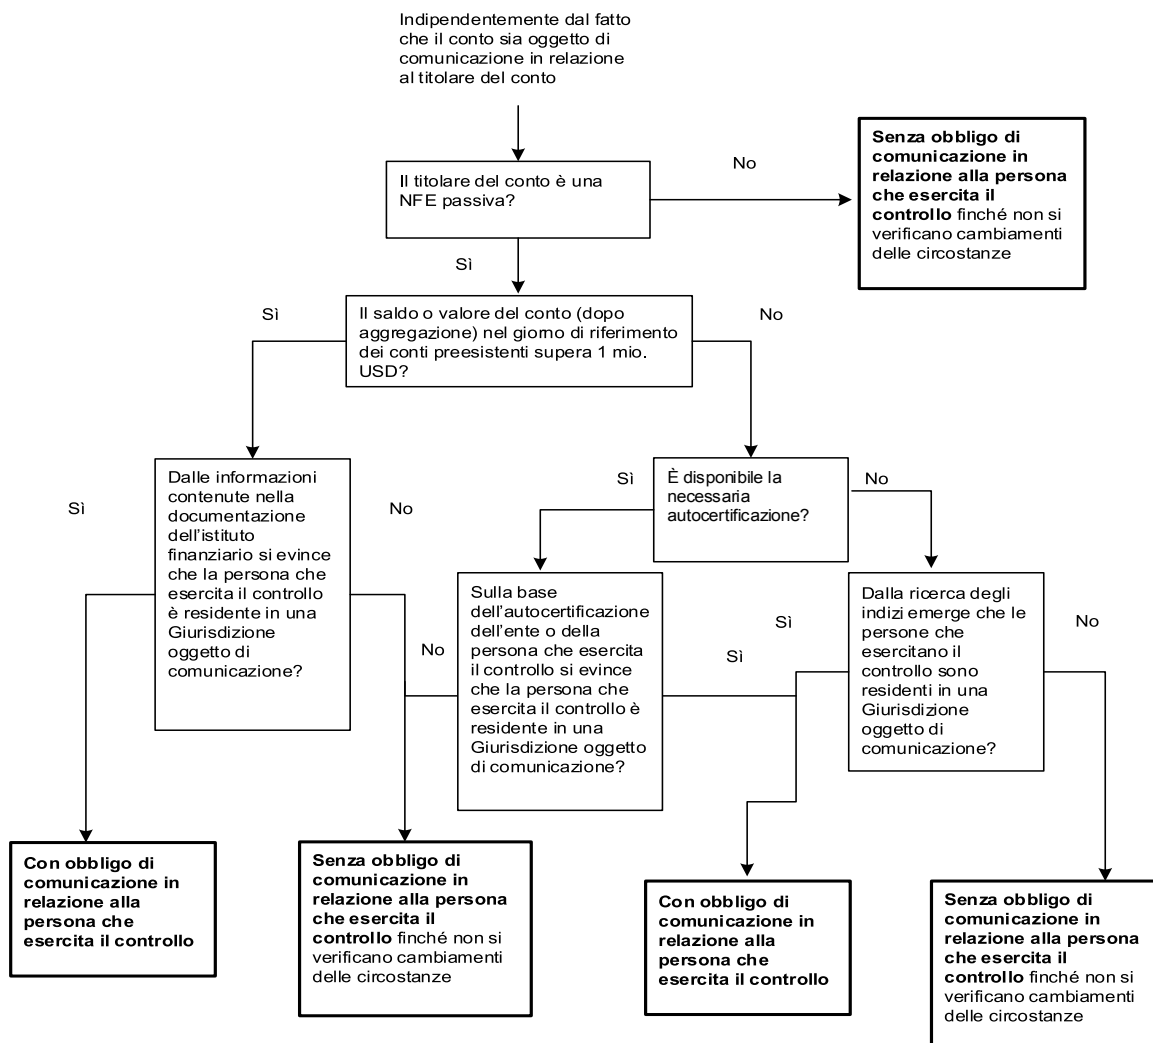 Indipendentemente dal fatto
che il conto sia oggetto di
comunicazione in relazione
al titolare del conto
Il titolare del conto è una
NFE passiva?
No
Senza obbligo di
comunicazione in
relazione alla persona
che esercita il
controllo finché non si
verificano cambiamenti
delle circostanze
Sì
Il saldo o valore del conto (dopo
aggregazione) nel giorno di riferimento
dei conti preesistenti supera 1 mio.
USD?
Sì
No
Dalle informazioni
contenute nella
documentazione
dell'istituto
finanziario si evince
che la persona che
esercita il controllo
è residente in una
Giurisdizione
oggetto di
comunicazione?
Sì
No
È disponibile la
necessaria
autocertificazione?
Sì
No
Sulla base
dell'autocertificazione
dell'ente o della
persona che esercita
il controllo si evince
che la persona che
esercita il controllo è
residente in una
Giurisdizione oggetto
di comunicazione?
No
Sì
Dalla ricerca degli
indizi emerge che le
persone che
esercitano il
controllo sono
residenti in una
Giurisdizione
oggetto di
comunicazione?
Sì
No
Con obbligo di
comunicazione in
relazione alla
persona che
esercita il controllo
Senza obbligo di
comunicazione in
relazione alla persona
che esercita il
controllo finché non si
verificano cambiamenti
delle circostanze
Con obbligo di
comunicazione in
relazione alla
persona che
esercita il controllo
Senza obbligo di
comunicazione in
relazione alla persona
che esercita il
controllo finché non si
verificano cambiamenti
delle circostanze